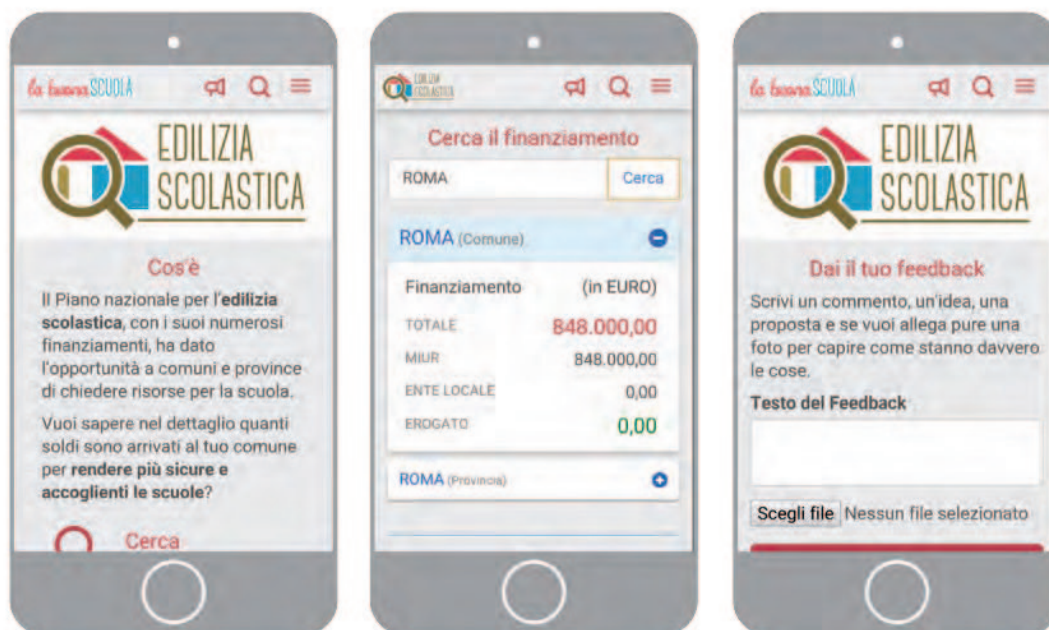 la buona SCUOLA
EDILIZIA
SCOLASTICA
Cos'è
Il Piano nazionale per l'edilizia
scolastica, con i suoi numerosi
finanziamenti, ha dato
l'opportunità a comuni e province
di chiedere risorse per la scuola.
Vuoi sapere nel dettaglio quanti
soldi sono arrivati al tuo comune
per rendere più sicure e
accoglienti le scuole?
Cerca
EDILIZIA
SCOLASTICA
Cerca il finanziamento
ROMA Cerca
ROMA (Comune)
Finanziamento (in EURO)
TOTALE 848.000,00
MIUR 848.000,00
ENTE LOCALE 0,00
EROGATO 0,00
ROMA (Provincia)
la buona SCUOLA
EDILIZIA
SCOLASTICA
Dai il tuo feedback
Scrivi un commento, un'idea, una
proposta e se vuoi allega pure una
foto per capire come stanno davvero
le cose.
Testo del Feedback
Scegli file Nessun file selezionato